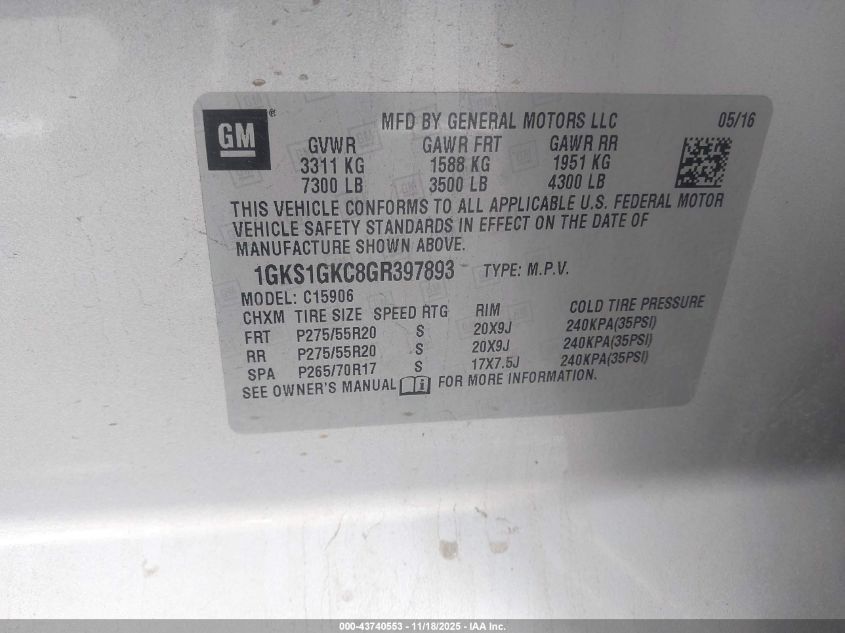 GM ®
MFD BY GENERAL MOTORS LLC 05/16
GVWR GAWR FRT GAWR RR
3311 KG 1588 KG 1951 KG
7300 LB 3500 LB 4300 LB
THIS VEHICLE CONFORMS TO ALL APPLICABLE U.S. FEDERAL MOTOR
VEHICLE SAFETY STANDARDS IN EFFECT ON THE DATE OF
MANUFACTURE SHOWN ABOVE.
1GKS1GKC8GR397893 TYPE: M.P.V.
MODEL: C15906
CHXM TIRE SIZE SPEED RTG RIM COLD TIRE PRESSURE
FRT P275/55R20 S 20X9J 240KPA(35PSI)
RR P275/55R20 S 20X9J 240KPA(35PSI)
SPA P265/70R17 S 17X7.5J 240KPA(35PSI)
SEE OWNER'S MANUAL i FOR MORE INFORMATION.
000-43740553 - 11/18/2025 - IAA Inc.